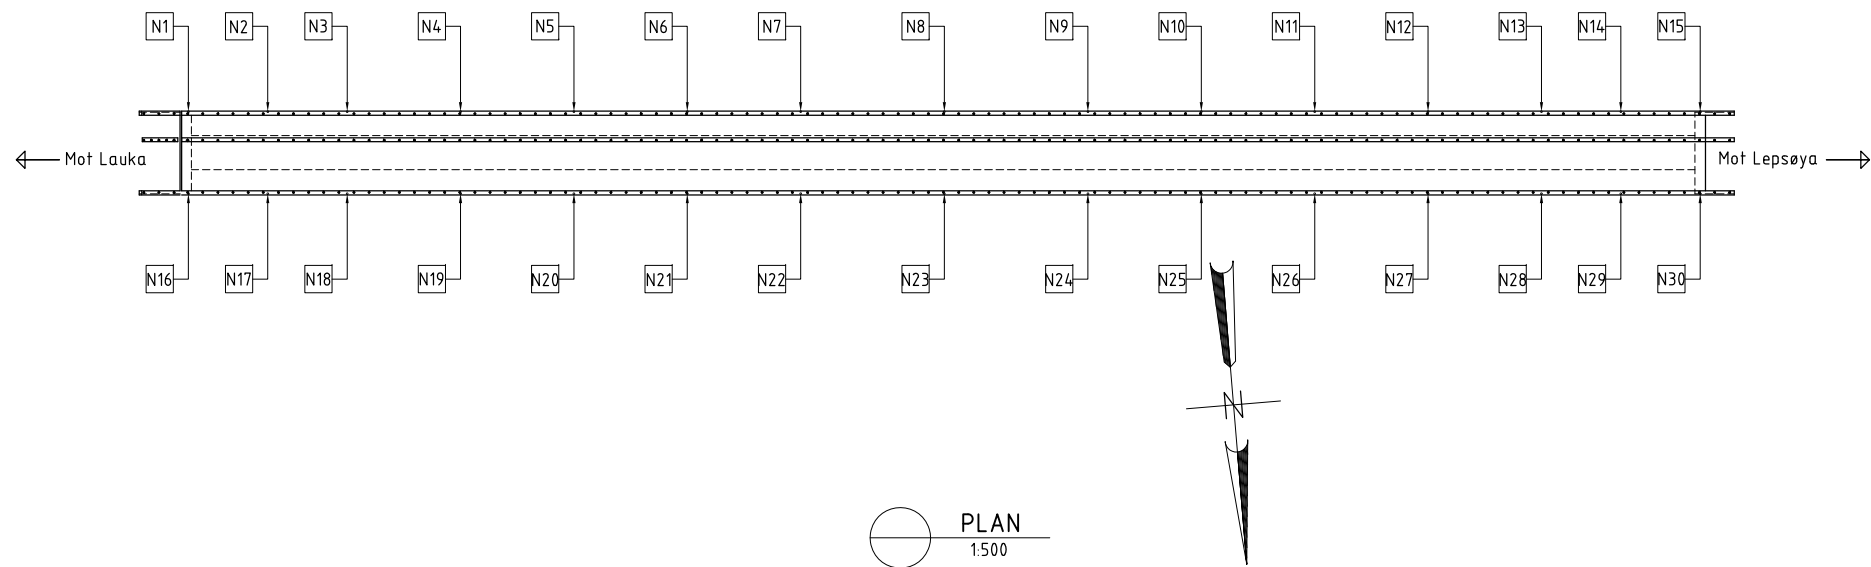 N1 N2 N3 N4 N5 N6 N7 N8 N9 N10 N11 N12 N13 N14 N15
Mot Lauka
Mot Lepsøya
N16 N17 N18 N19 N20 N21 N22 N23 N24 N25 N26 N27 N28 N29 N30
N
PLAN
1:500